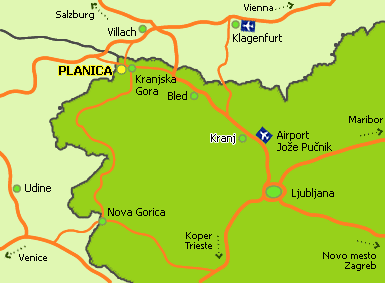 Salzburg
Vienna
Villach
Klagenfurt
PLANICA
Kranjska
Gora
Bled
Maribor
Kranj
Airport
Jože Pučnik
Udine
Ljubljana
Nova Gorica
Koper
Trieste
Venice
Novo mesto
Zagreb